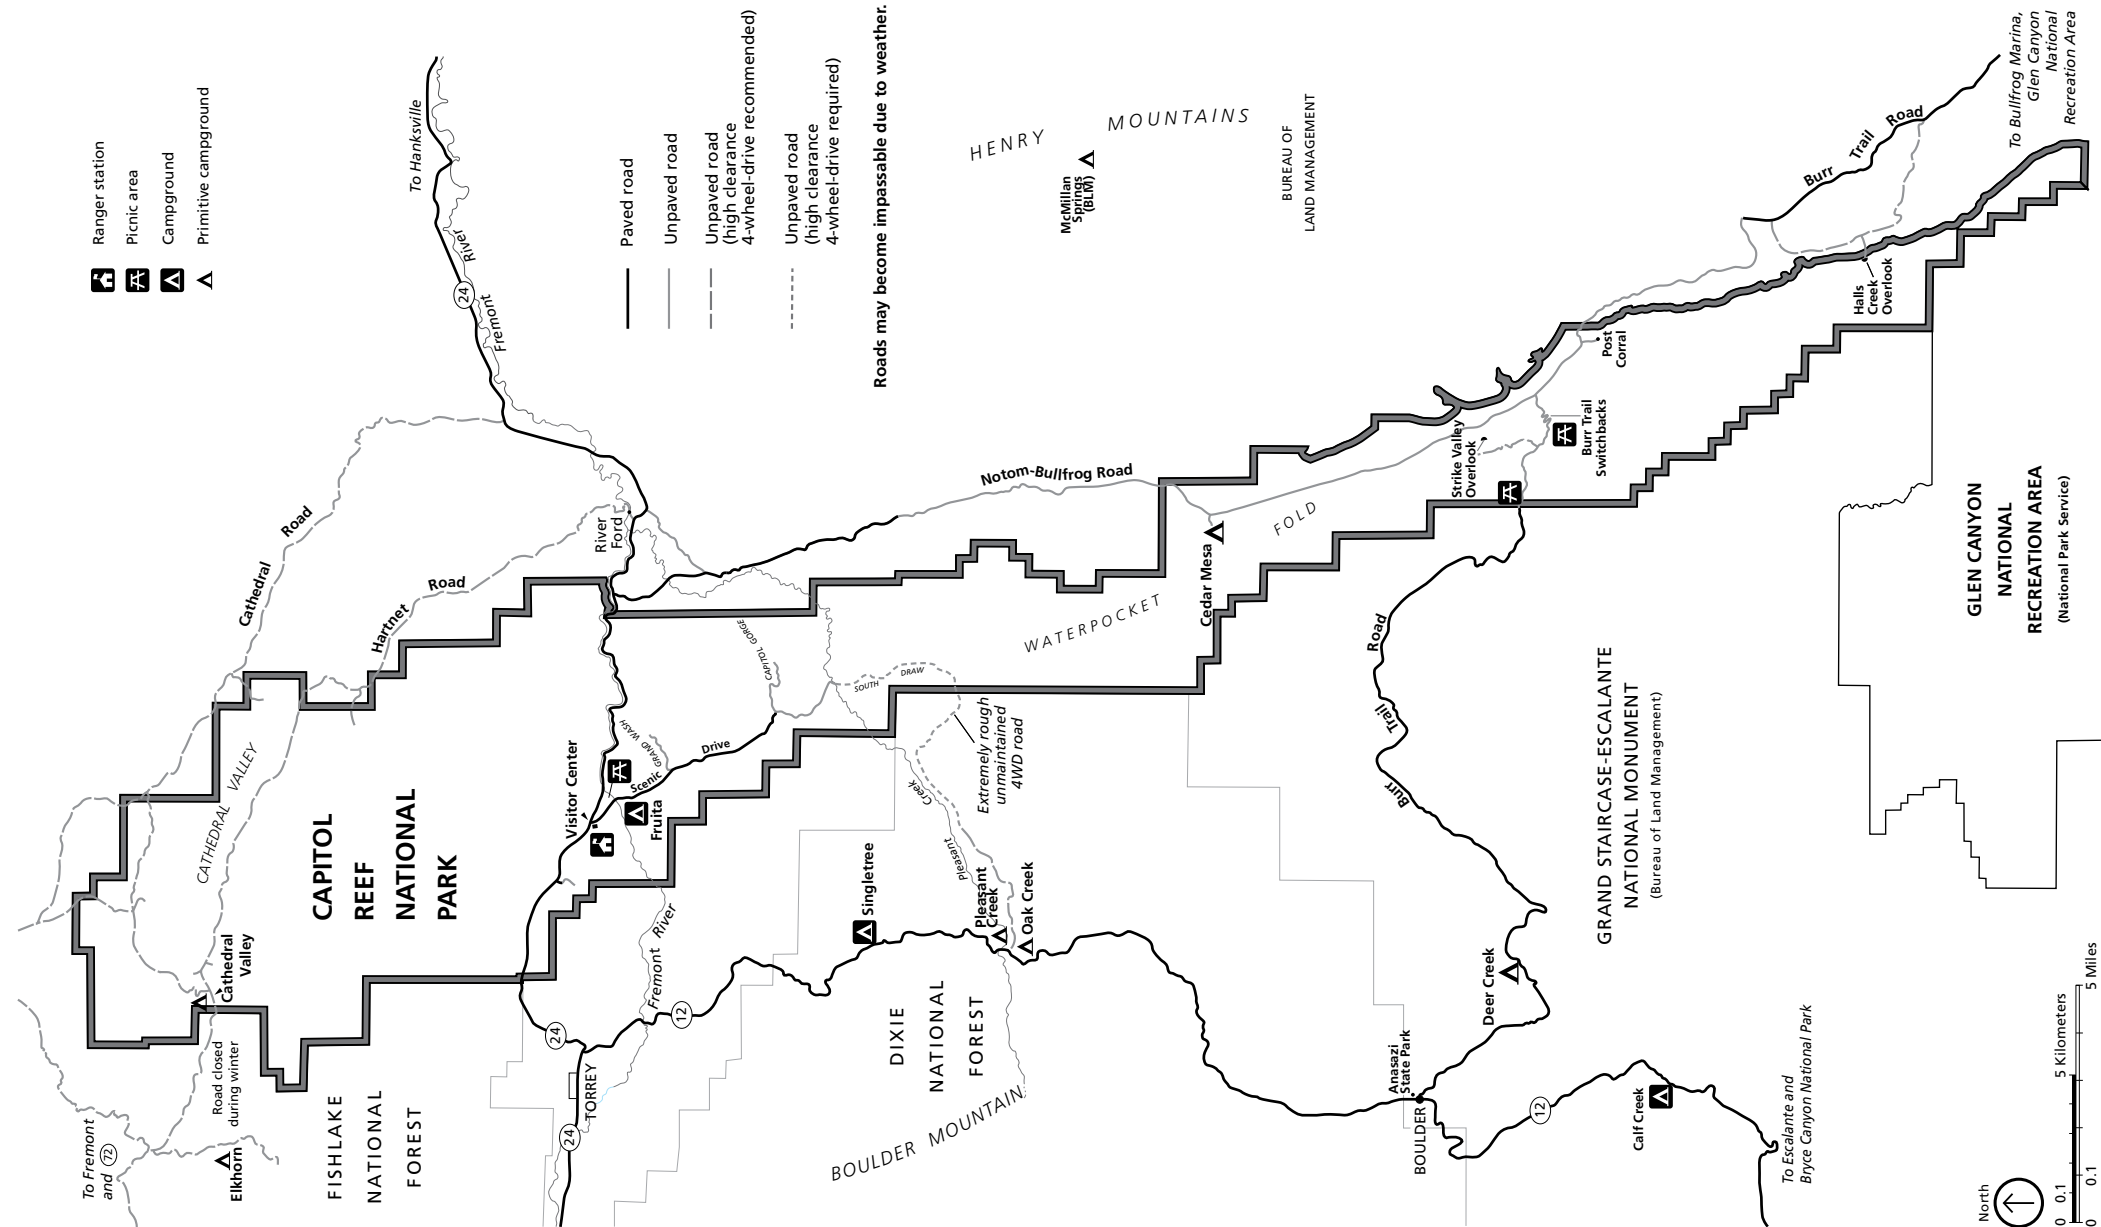 Ranger station
Picnic area
Campground
Primitive campground
Paved road
Unpaved road
Unpaved road
(high clearance
4-wheel-drive recommended)
Unpaved road
(high clearance
4-wheel-drive required)
Roads may become impassable due to weather.
To Fremont
and 72
Elkhorn
Road closed
during winter
Cathedral
Valley
CATHEDRAL VALLEY
Cathedral
Road
Hartnet
Road
FISHLAKE
NATIONAL
FOREST
CAPITOL
REEF
NATIONAL
PARK
To Hanksville
River
24
Fremont
River
Ford
24
TORREY
24
12
Fremont River
Visitor Center
Fruita
Scenic
Drive
GRAND WASH
CAPITOL GORGE
SOUTH
DRAW
Pleasant
Creek
Extremely rough
unmaintained
4WD road
Singletree
Pleasant
Creek
Oak Creek
DIXIE
NATIONAL
FOREST
BOULDER MOUNTAIN
Notom-Bullfrog Road
HENRY
MOUNTAINS
McMillan
Springs
(BLM)
BUREAU OF
LAND MANAGEMENT
WATERPOCKET
FOLD
Cedar Mesa
Strike Valley
Overlook
Burr Trail
Switchbacks
Post
Corral
Halls
Creek
Overlook
Burr
Trail
Road
To Bullfrog Marina,
Glen Canyon
National
Recreation Area
Burr
Trail
Road
Deer Creek
Anasazi
State Park
BOULDER
12
Calf Creek
To Escalante and
Bryce Canyon National Park
GRAND STAIRCASE-ESCALANTE
NATIONAL MONUMENT
(Bureau of Land Management)
GLEN CANYON
NATIONAL
RECREATION AREA
(National Park Service)
North
0 0.1 5 Kilometers
0 0.1 5 Miles